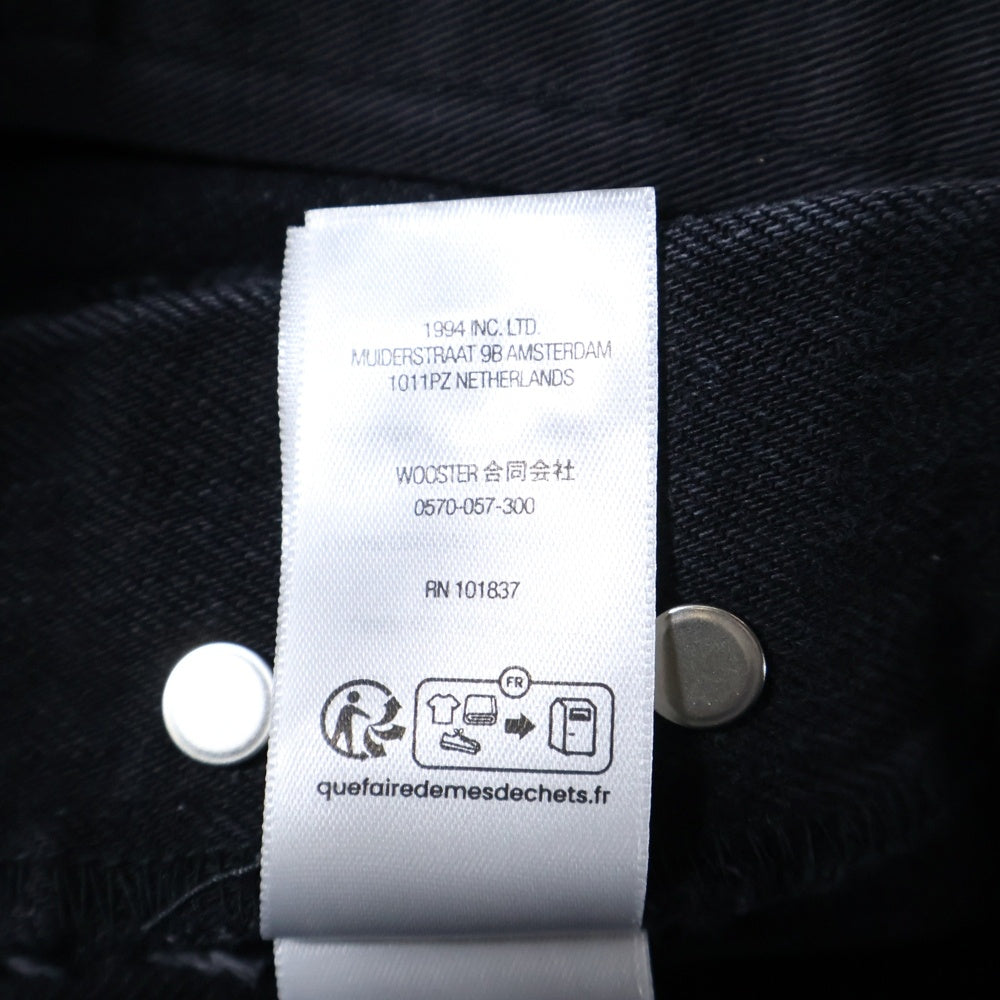 1994 INC. LTD.
MUIDERSTRAAT 9B AMSTERDAM
1011PZ NETHERLANDS
WOOSTER 合同会社
0570-057-300
RN 101837
FR
quefairedemesdechets.fr